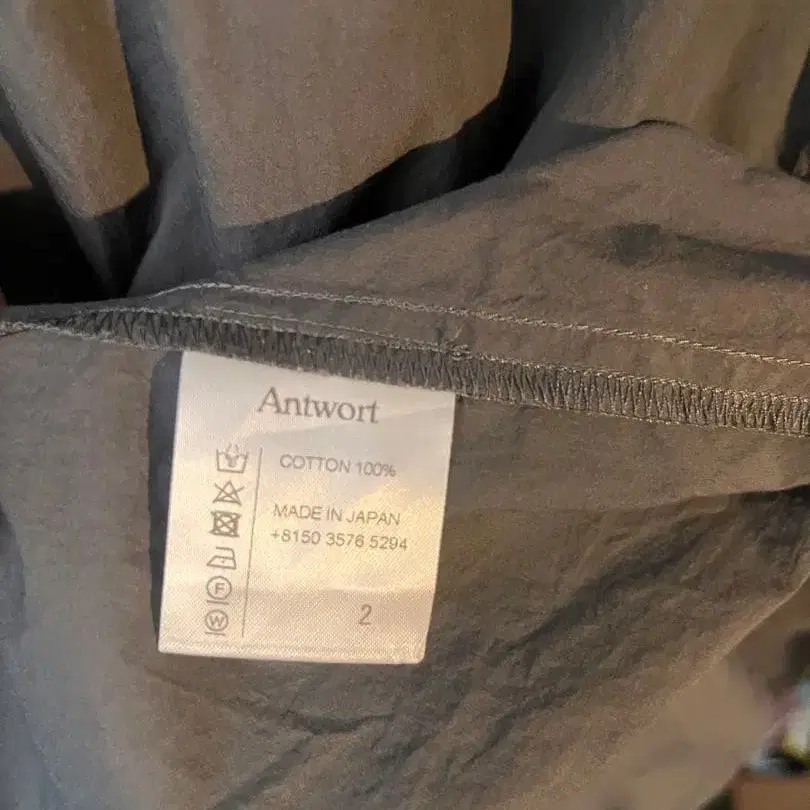 Antwort
COTTON 100%
MADE IN JAPAN
+8150 3576 5294
F
W
2